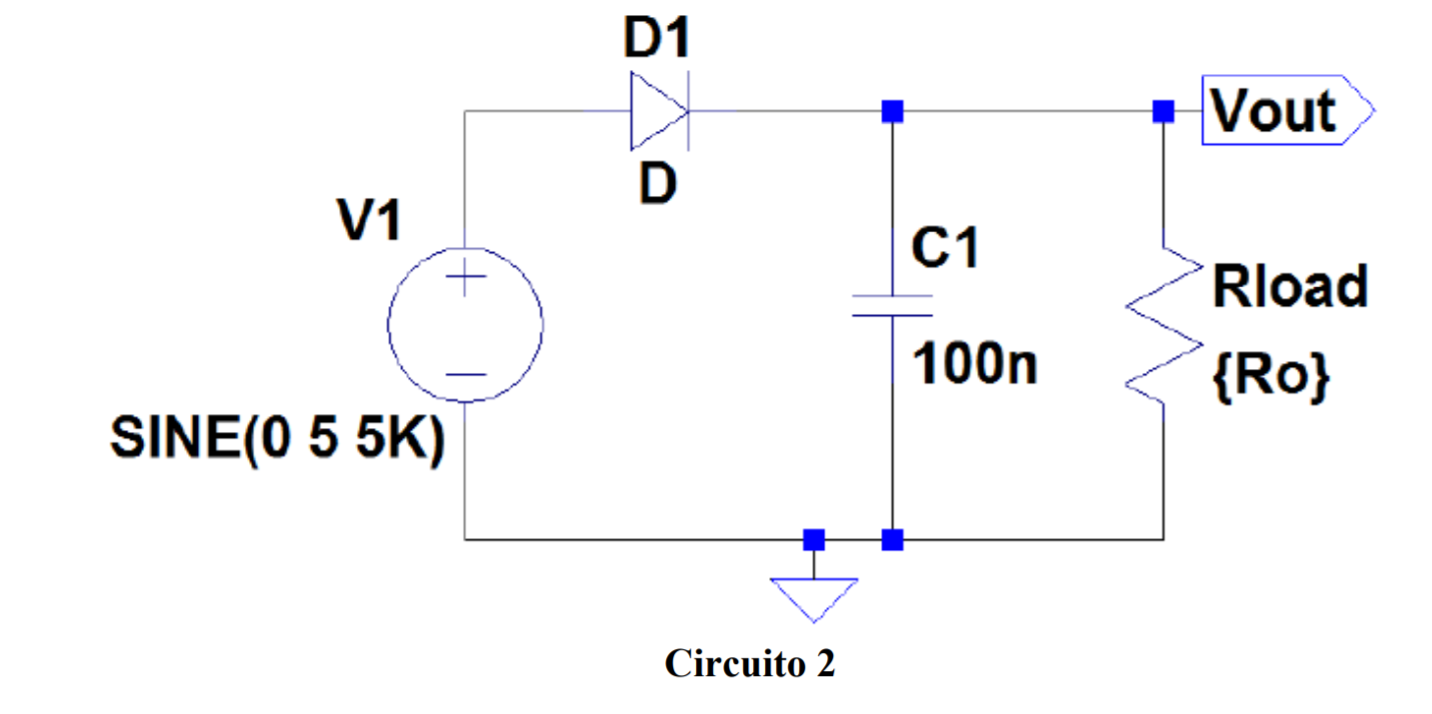 D1
Vout
D
V1
C1
Rload
100n
{Ro}
SINE(0 5 5K)
Circuito 2